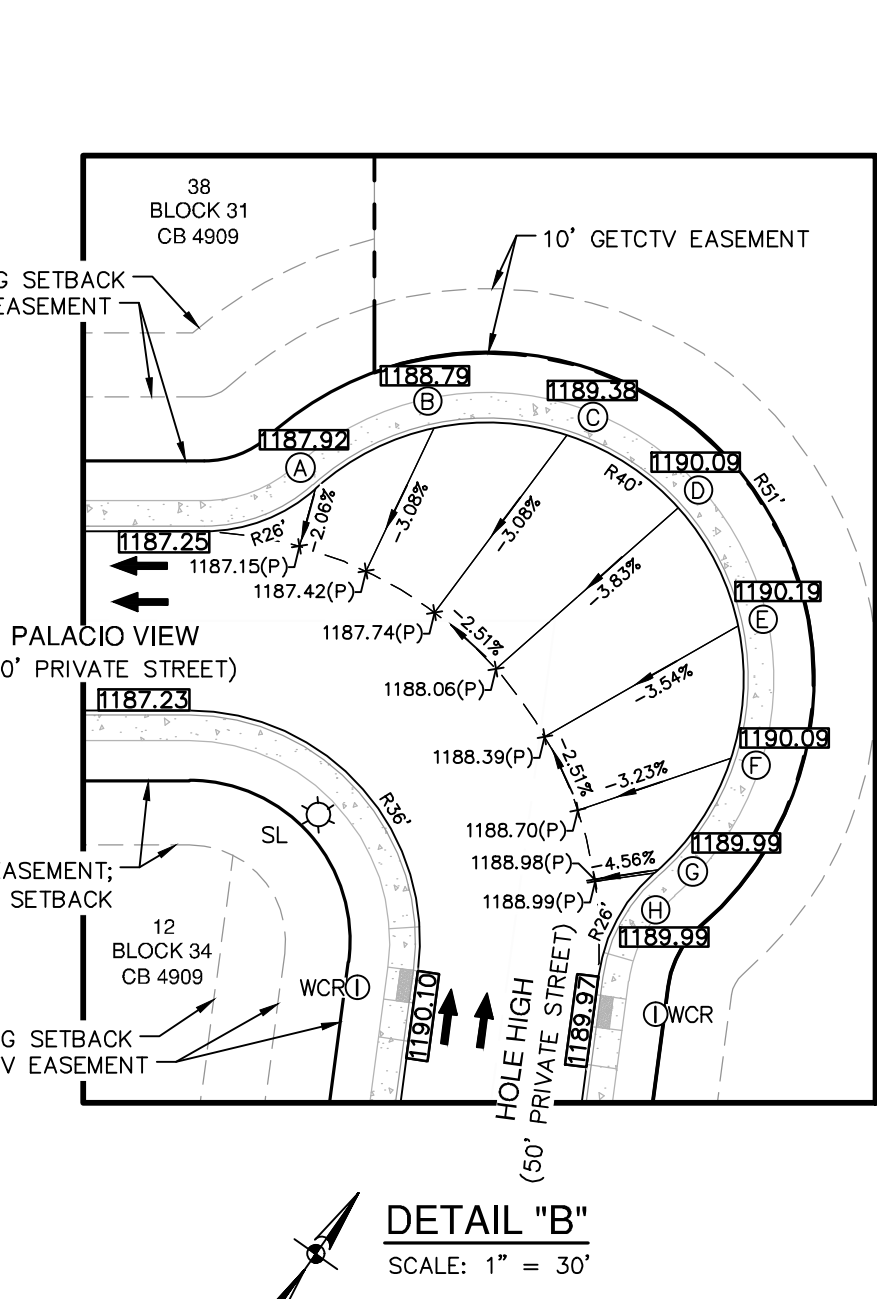 38
BLOCK 31
CB 4909
10' GETCTV EASEMENT
G SETBACK
EASEMENT
1188.79
B
1189.38
C
1187.92
A
1190.09
D
R40'
R51'
-2.06%
-3.08%
-3.08%
R26'
1187.25
1187.15(P)
1187.42(P)
-3.83%
1190.19
E
1187.74(P)
-2.51%
PALACIO VIEW
0' PRIVATE STREET)
1187.23
1188.06(P)
-3.54%
1188.39(P)
1190.09
F
-2.51%
-3.23%
R36'
SL
1188.70(P)
1189.99
G
1188.98(P)
-4.56%
1188.99(P)
EASEMENT;
SETBACK
H
1189.99
R26'
12
BLOCK 34
CB 4909
WCR I
I WCR
1190.10
1189.97
G SETBACK
V EASEMENT
HOLE HIGH
(50' PRIVATE STREET)
DETAIL "B"
SCALE: 1" = 30'